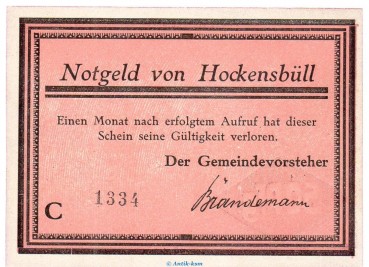 Notgeld von Hockensbüll
Einen Monat nach erfolgtem Aufruf hat dieser
Schein seine Gültigkeit verloren.
Der Gemeindevorsteher
1334
Brandemann
C
© Antik-kom